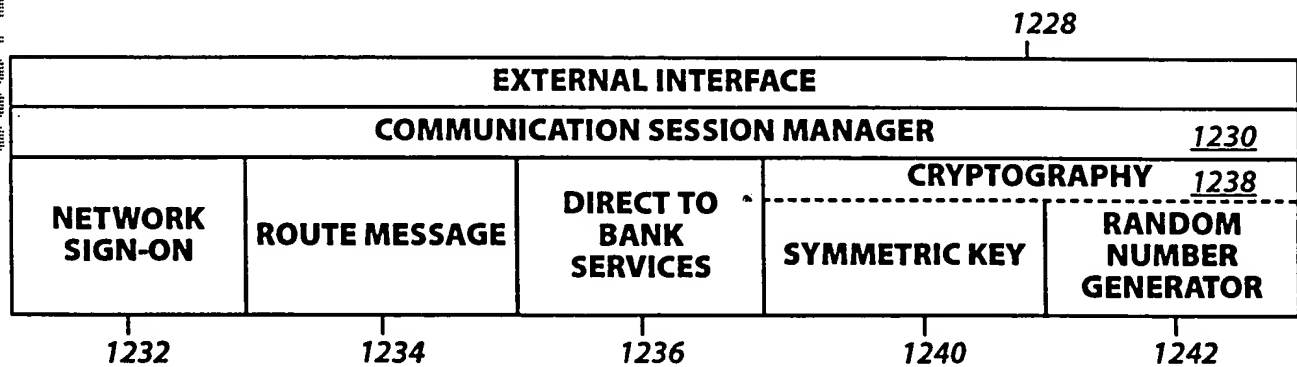 1228
EXTERNAL INTERFACE
COMMUNICATION SESSION MANAGER 1230
NETWORK
SIGN-ON
ROUTE MESSAGE
DIRECT TO
BANK
SERVICES
CRYPTOGRAPHY 1238
SYMMETRIC KEY
RANDOM
NUMBER
GENERATOR
1232 1234 1236 1240 1242